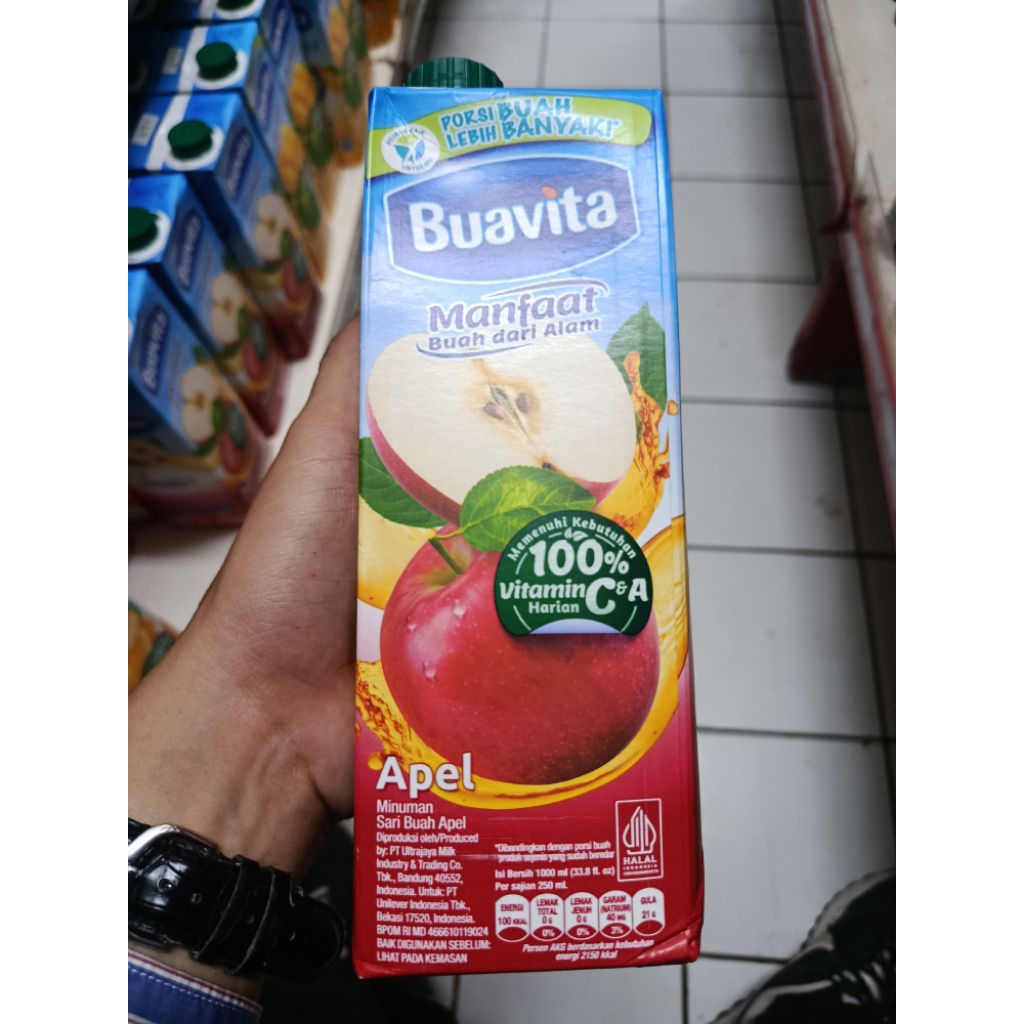 PORSI BUAH
LEBIH BANYAK!*
Buavita
Manfaat
Buah dari Alam
Memenuhi Kebutuhan
100%
Vitamin C & A
Harian
Apel
Minuman
Sari Buah Apel
Diproduksi oleh/Produced
by: PT Ultrajaya Milk
Industry & Trading Co.
Tbk., Bandung 40552,
Indonesia. Untuk: PT
Unilever Indonesia Tbk.,
Bekasi 17520, Indonesia.
BPOM RI MD 466610119024
BAIK DIGUNAKAN SEBELUM:
LIHAT PADA KEMASAN
*Dibandingkan dengan porsi buah
produk sejenis yang sudah beredar
Isi Bersih 1000 ml (33.8 fl. oz)
Per sajian 250 ml.
HALAL
INDONESIA
ENERGI
100 KKAL
LEMAK
TOTAL
0 G
0%
LEMAK
JENUH
0 G
0%
GARAM
(NATRIUM)
40 MG
3%
GULA
21 G
Persen AKG berdasarkan kebutuhan
energi 2150 kkal
Buavita
Buavita
Buavita